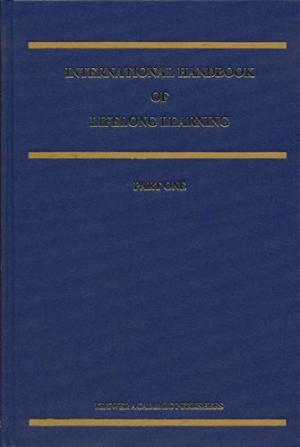 INTERNATIONAL HANDBOOK
OF
LIFELONG LEARNING
PART ONE
KLUWER ACADEMIC PUBLISHERS